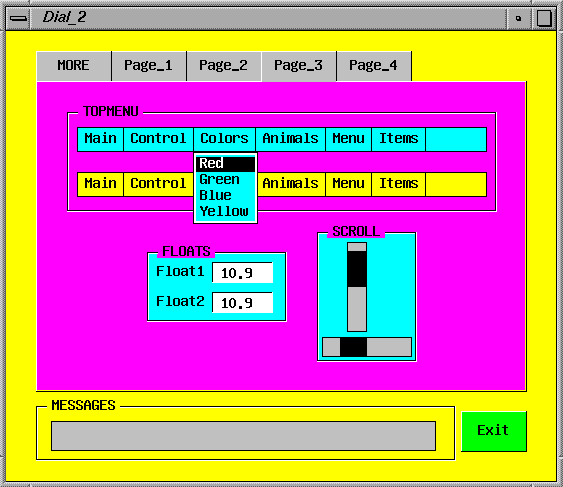 Dial_2
MORE Page_1 Page_2 Page_3 Page_4
TOPMENU
Main Control Colors Animals Menu Items
Red
Green
Blue
Yellow
Main Control Animals Menu Items
FLOATS
Float1 10.9
Float2 10.9
SCROLL
MESSAGES
Exit